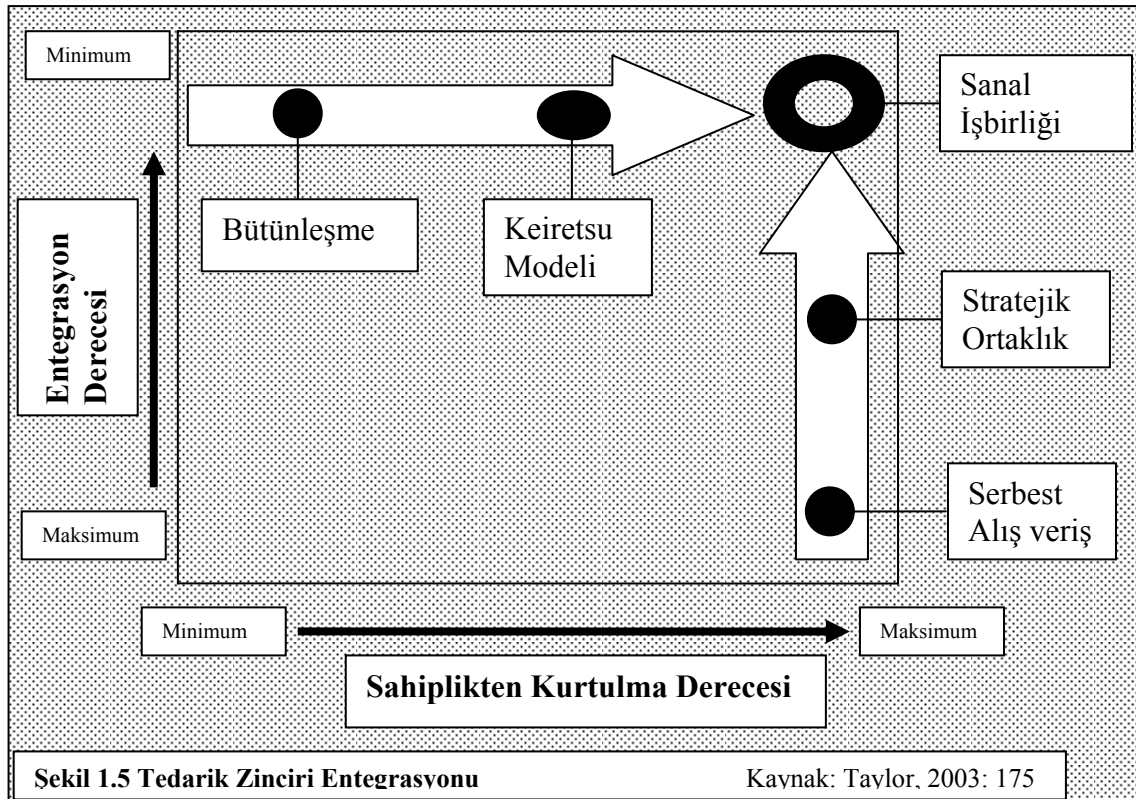 Minimum
Sanal
İşbirliği
Bütünleşme
Keiretsu
Modeli
Entegrasyon
Derecesi
Stratejik
Ortaklık
Serbest
Alış veriş
Maksimum
Minimum
Maksimum
Sahiplikten Kurtulma Derecesi
Şekil 1.5 Tedarik Zinciri Entegrasyonu Kaynak: Taylor, 2003: 175